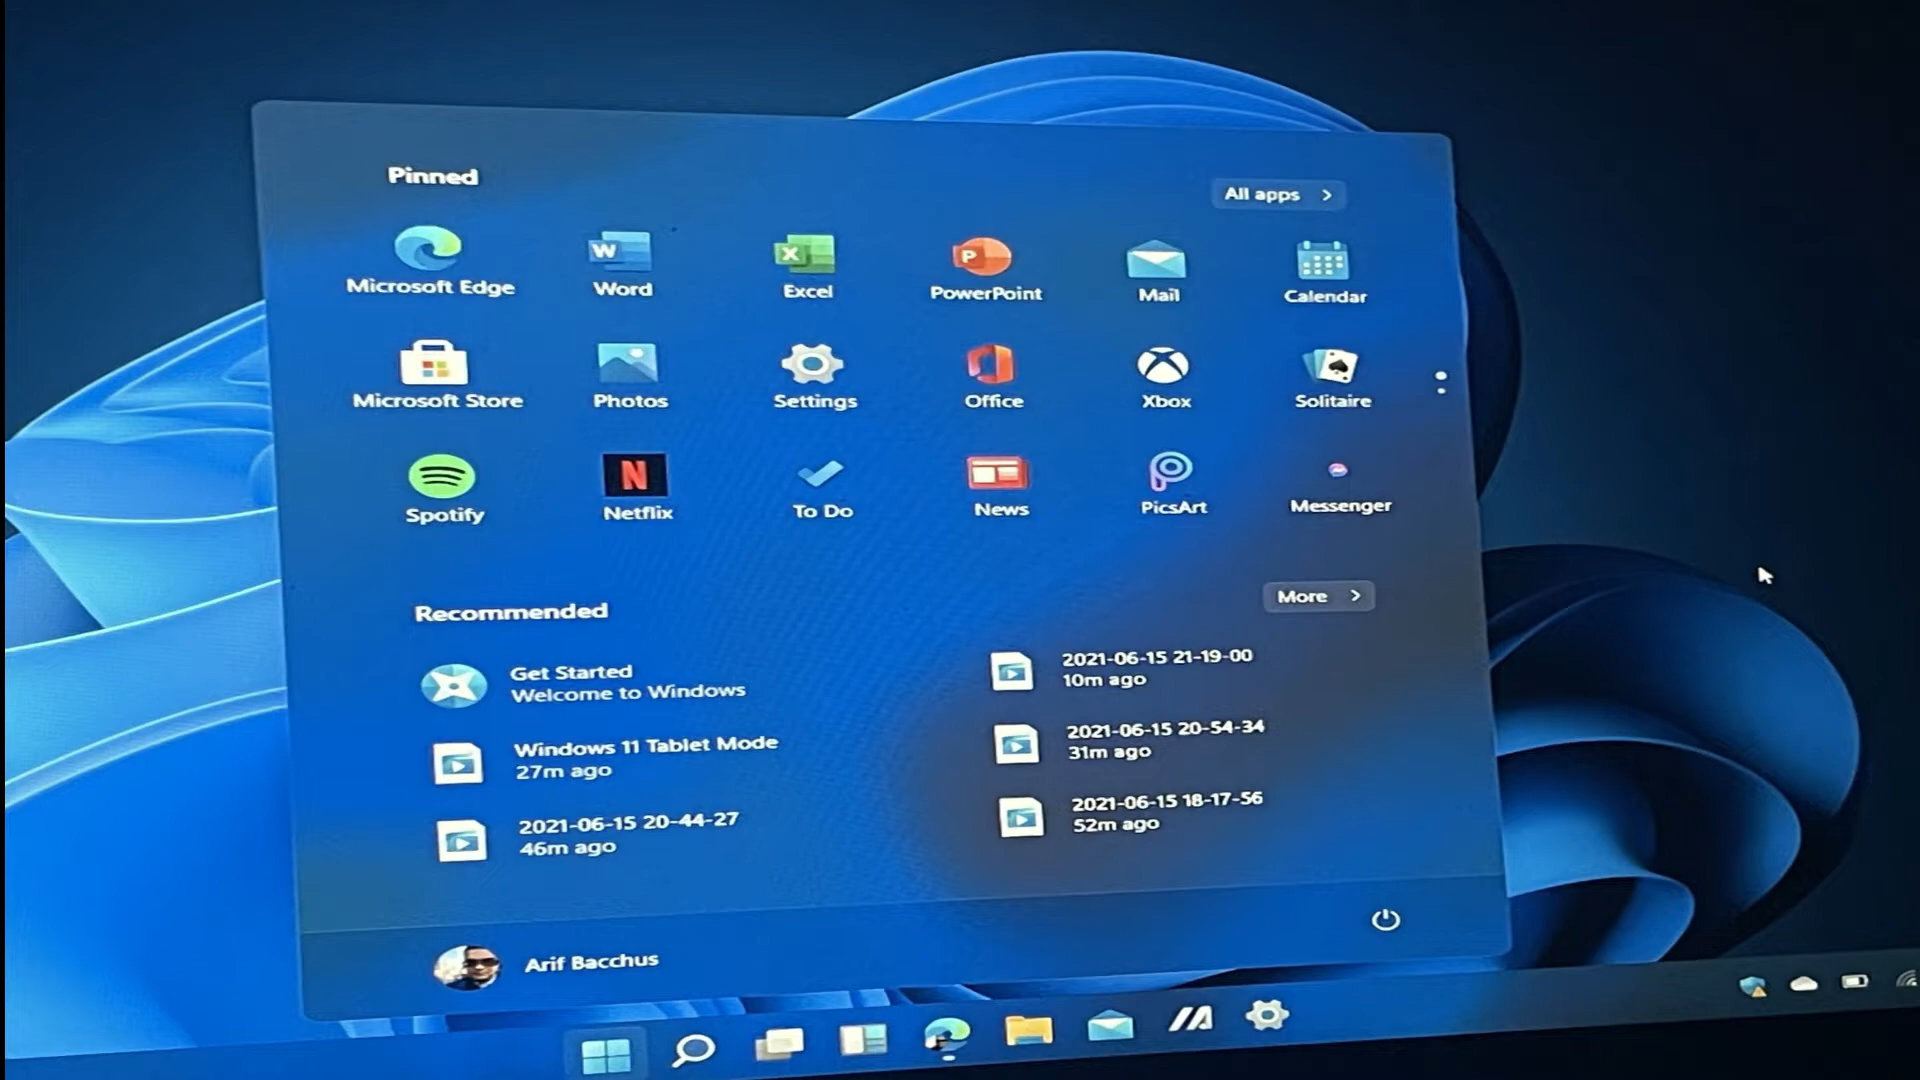 Pinned
All apps >
Microsoft Edge
Word
Excel
PowerPoint
Mail
Calendar
Microsoft Store
Photos
Settings
Office
Xbox
Solitaire
Spotify
Netflix
To Do
News
PicsArt
Messenger
Recommended
More >
Get Started
Welcome to Windows
2021-06-15 21-19-00
10m ago
Windows 11 Tablet Mode
27m ago
2021-06-15 20-54-34
31m ago
2021-06-15 20-44-27
46m ago
2021-06-15 18-17-56
52m ago
Arif Bacchus